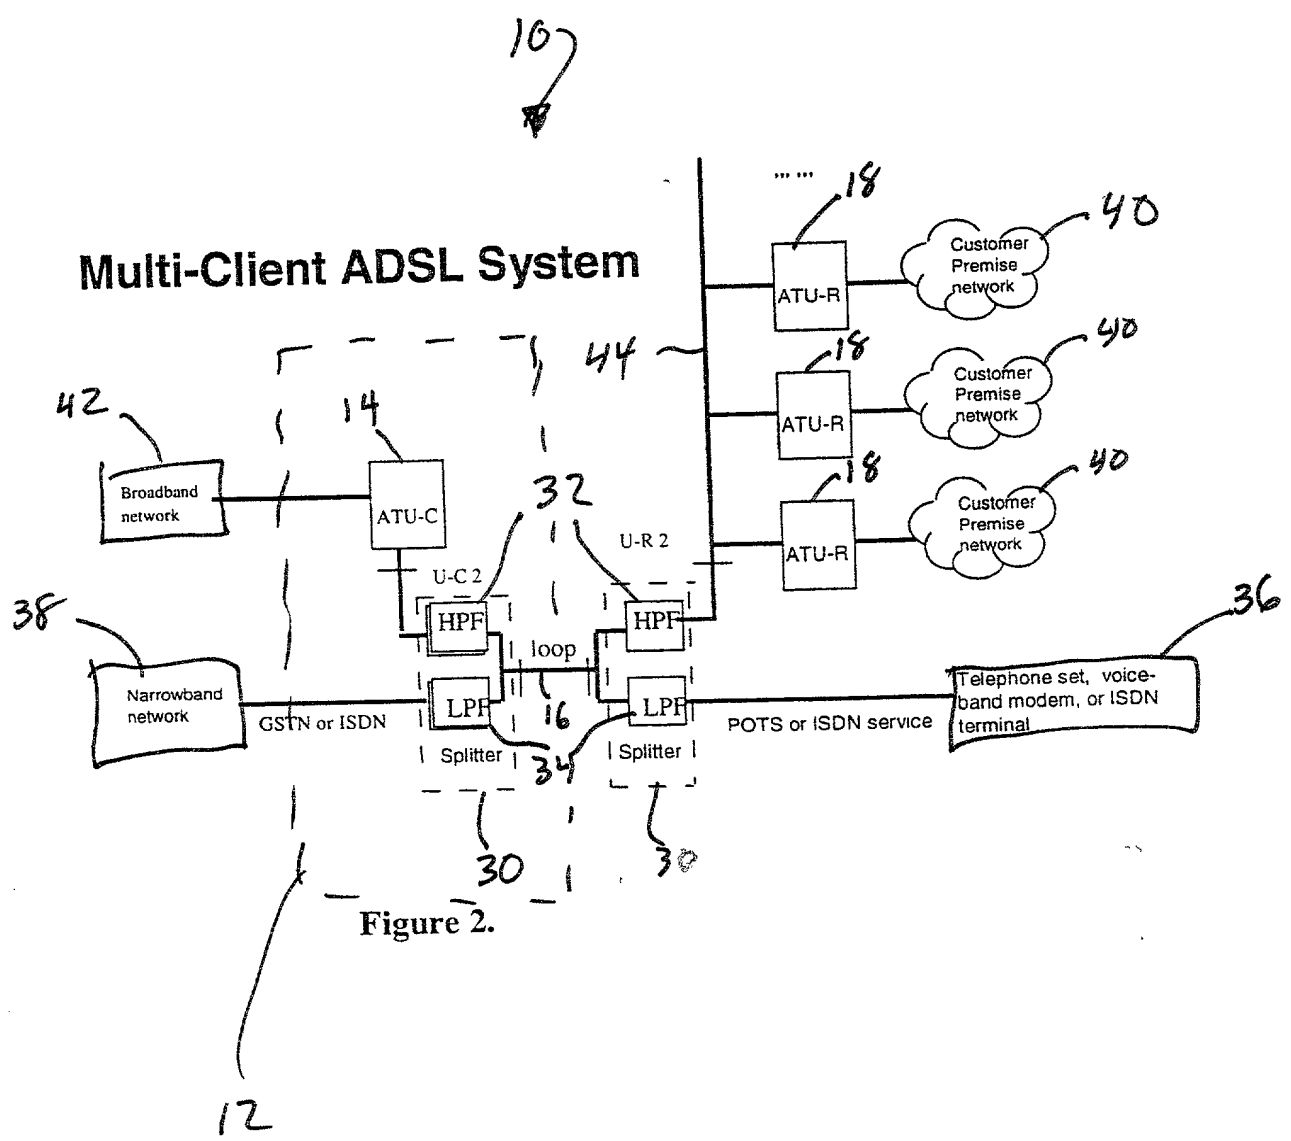 10
18
40
Customer
Premise
network
ATU-R
Multi-Client ADSL System
44
18
40
Customer
Premise
network
ATU-R
42
14
18
40
Broadband
network
ATU-C
32
Customer
Premise
network
ATU-R
U-R 2
U-C 2
38
HPF
HPF
36
loop
Narrowband
network
GSTN or ISDN
LPF
16
LPF
POTS or ISDN service
Telephone set, voice-
band modem, or ISDN
terminal
Splitter
34
Splitter
30
30
Figure 2.
12